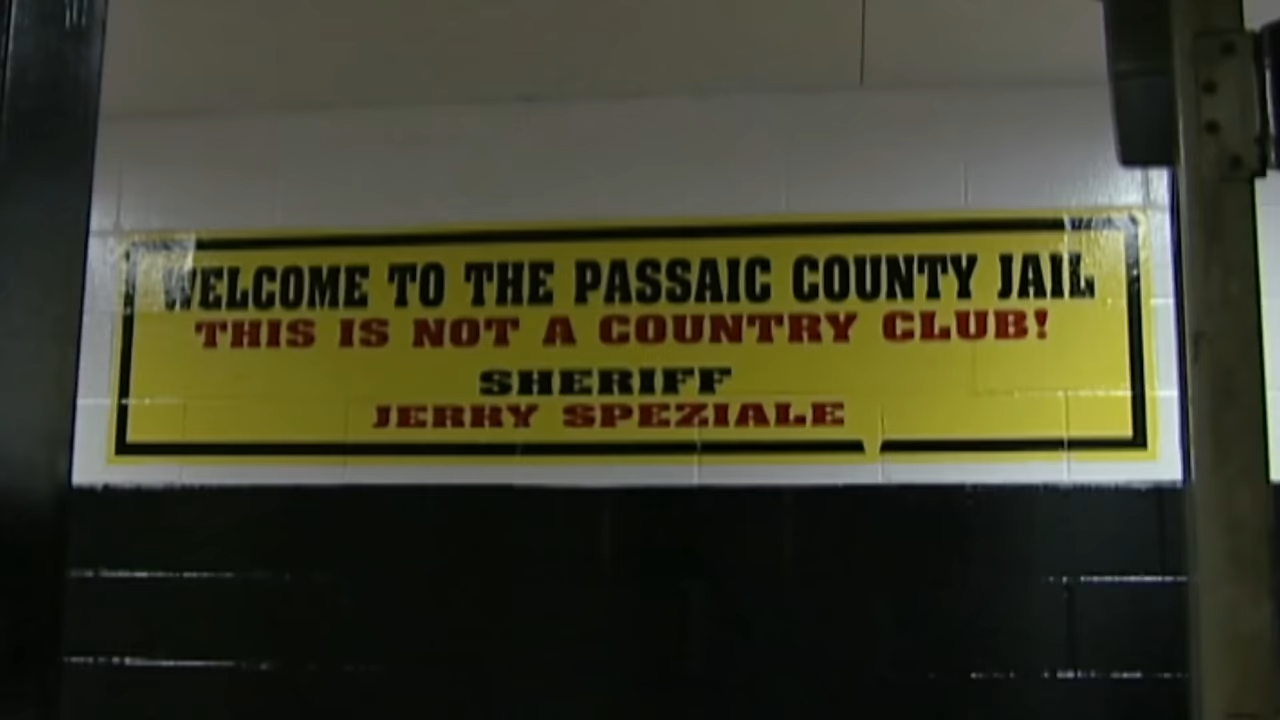 WELCOME TO THE PASSAIC COUNTY JAIL
THIS IS NOT A COUNTRY CLUB!
SHERIFF
JERRY SPEZIALE